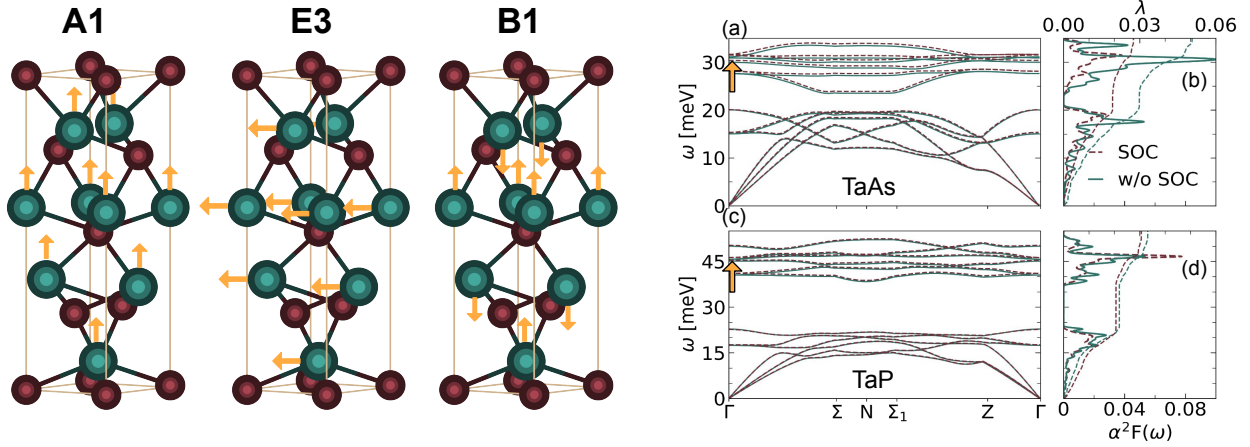 A1
E3
B1
(a)
ω [meV]
30
20
10
0
TaAs
λ
0.00
0.03
0.06
(b)
SOC
w/o SOC
(c)
ω [meV]
45
30
15
0
TaP
Γ
Σ
N
Σ₁
Z
Γ
(d)
0
0.04
0.08
α²F(ω)